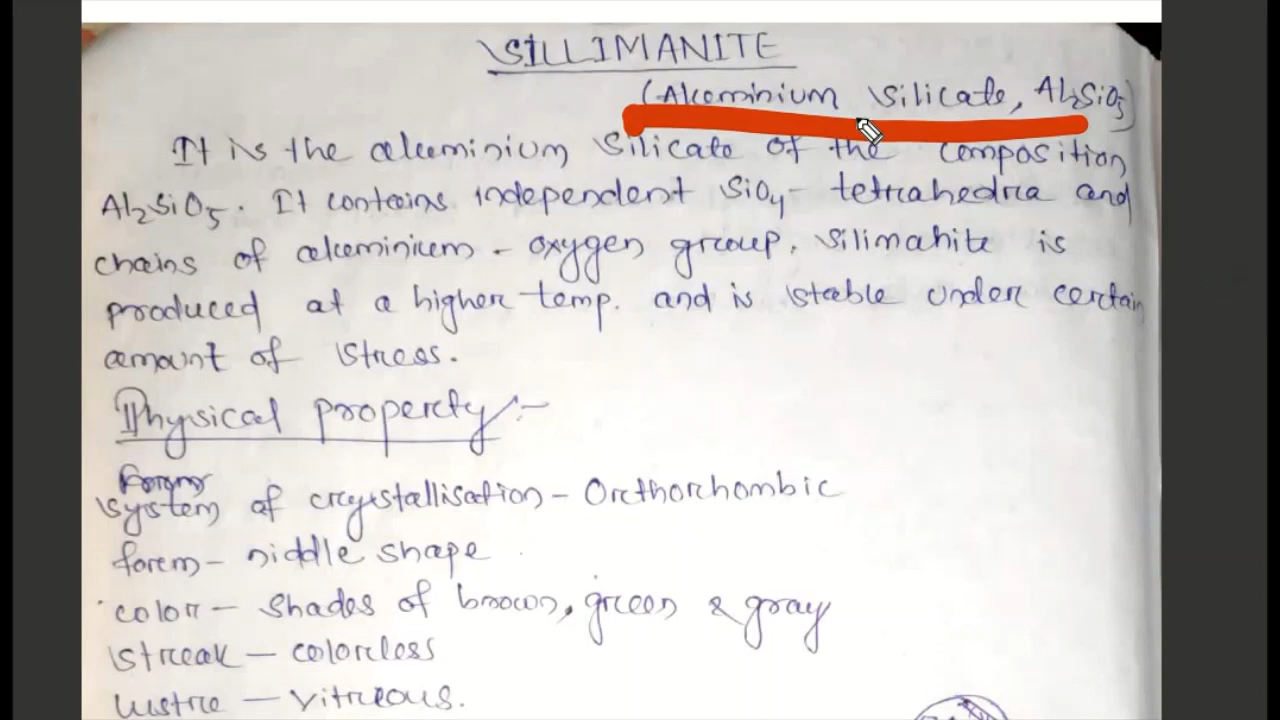 SILLIMANITE
(Aluminium silicate, Al2SiO5)
It is the aluminium silicate of the composition
Al2SiO5. It contains independent SiO4- tetrahedra and
chains of aluminium - oxygen group. Silimanite is
produced at a higher temp. and is stable under certain
amount of stress.
Physical property :-
Form
system of crystallisation - Orthorhombic
form - niddle shape
color - shades of brown, green & gray
streak - colorless
lustre - vitreous.